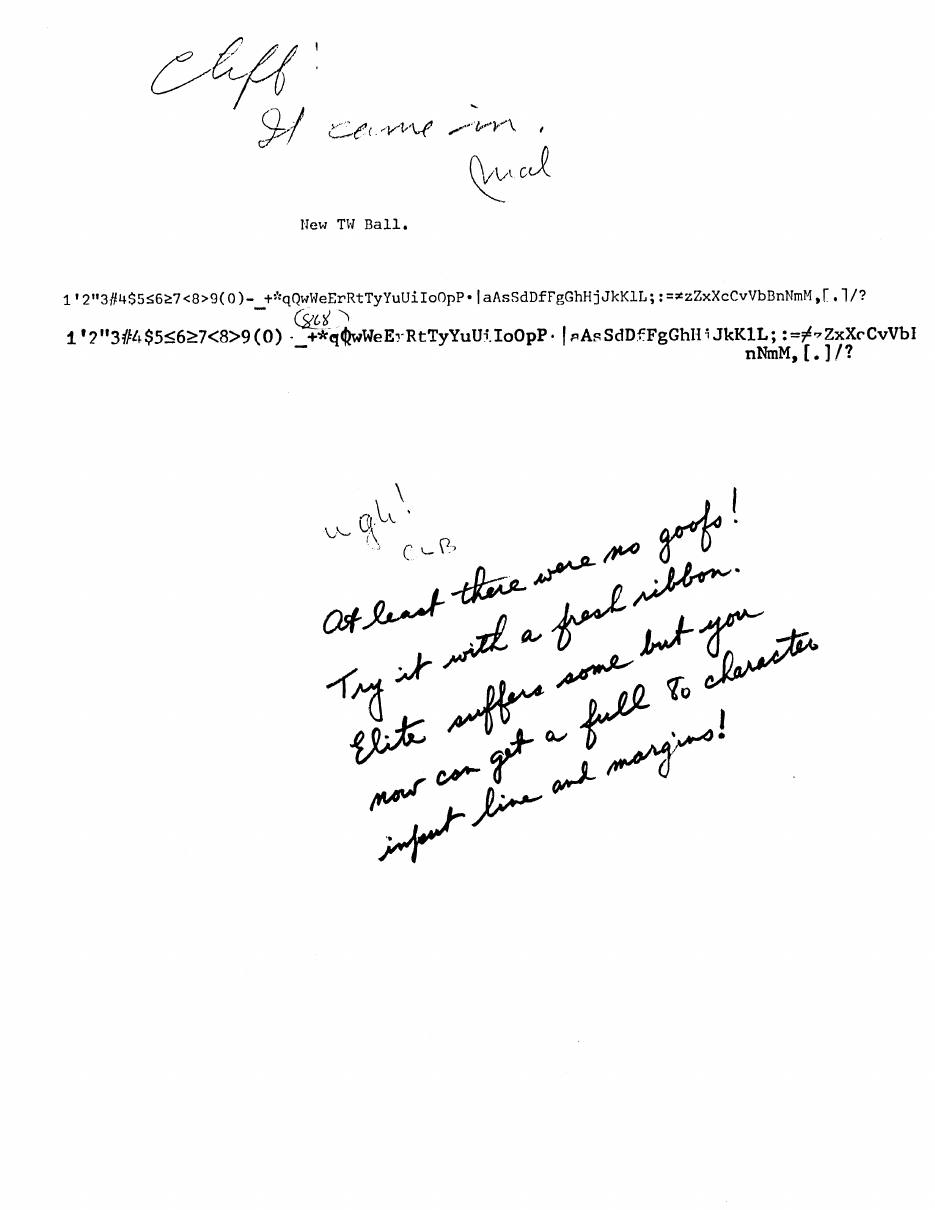 Cliff!
It came in.
Mal
New TW Ball.
1'2"3#4$5≤6≥7<8>9(0)-_+*qQwWeErRtTyYuUiIoOpP·|aAsSdDfFgGhHjJkKlL;:=≠zZxXcCvVbBnNmM,[.]/?
(868)
1'2"3#4$5≤6≥7<8>9(0)-_+*qQwWeErRtTyYuUiIoOpP·|aAsSdDfFgGhHjJkKlL;:=≠zZxXcCvVbB
nNmM,[.]/?
ugh!
CLB
At least there were no goofs!
Try it with a fresh ribbon.
Elite suffers some but you
now can get a full 80 character
input line and margins!